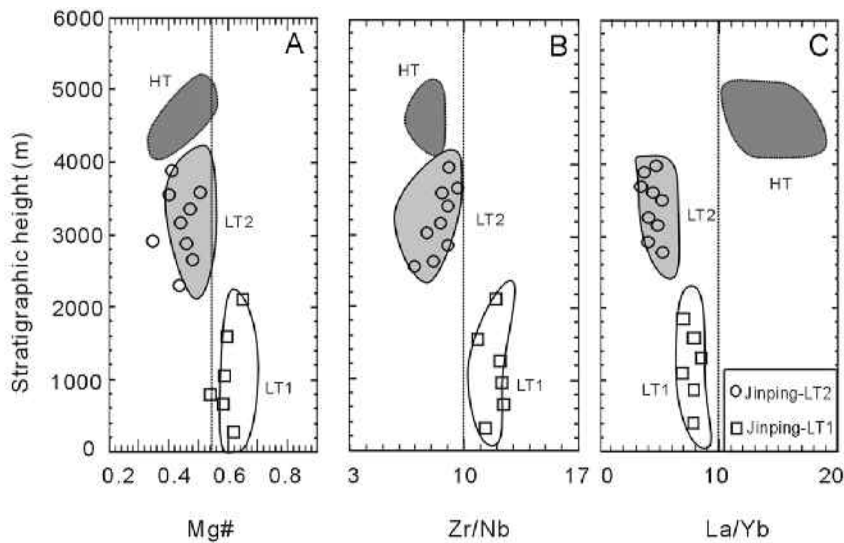 6000
5000
4000
3000
2000
1000
0
Stratigraphic height (m)
A
HT
LT2
LT1
0.2 0.4 0.6 0.8
Mg#
B
HT
LT2
LT1
3 10 17
Zr/Nb
C
HT
LT2
LT1
Jinping-LT2
Jinping-LT1
0 10 20
La/Yb